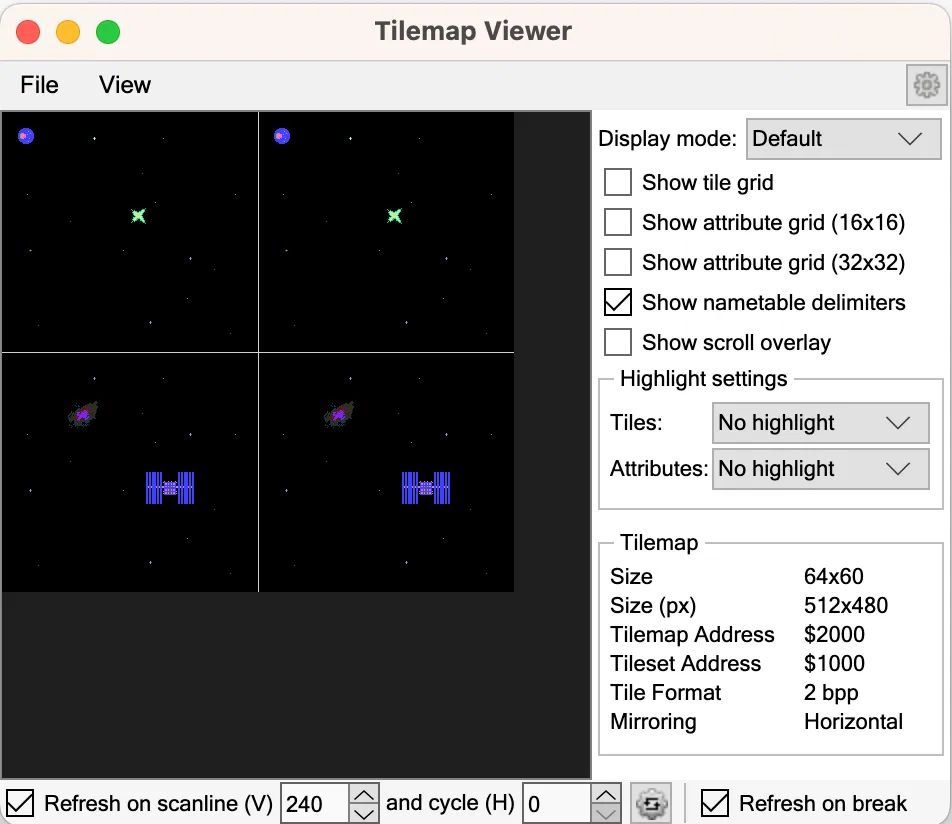 Tilemap Viewer
File View
Display mode: Default
Show tile grid
Show attribute grid (16x16)
Show attribute grid (32x32)
Show nametable delimiters
Show scroll overlay
Highlight settings
Tiles: No highlight
Attributes: No highlight
Tilemap
Size 64x60
Size (px) 512x480
Tilemap Address $2000
Tileset Address $1000
Tile Format 2 bpp
Mirroring Horizontal
Refresh on scanline (V) 240 and cycle (H) 0 Refresh on break